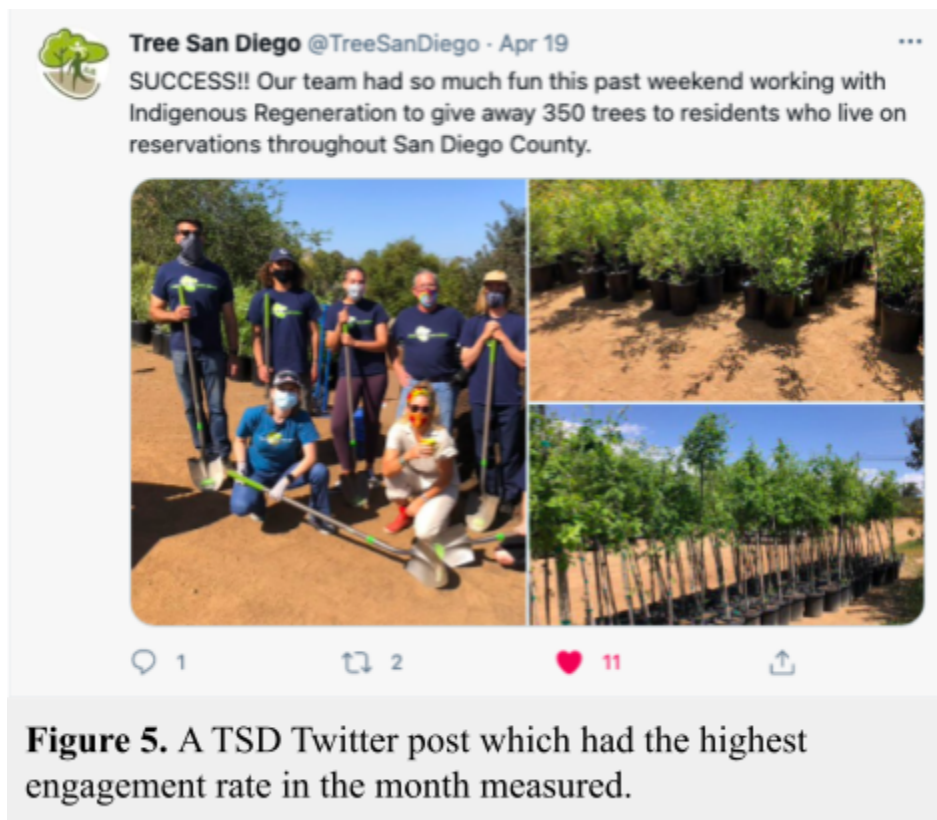 Tree San Diego @TreeSanDiego · Apr 19
SUCCESS!! Our team had so much fun this past weekend working with
Indigenous Regeneration to give away 350 trees to residents who live on
reservations throughout San Diego County.
1 2 11
Figure 5. A TSD Twitter post which had the highest
engagement rate in the month measured.